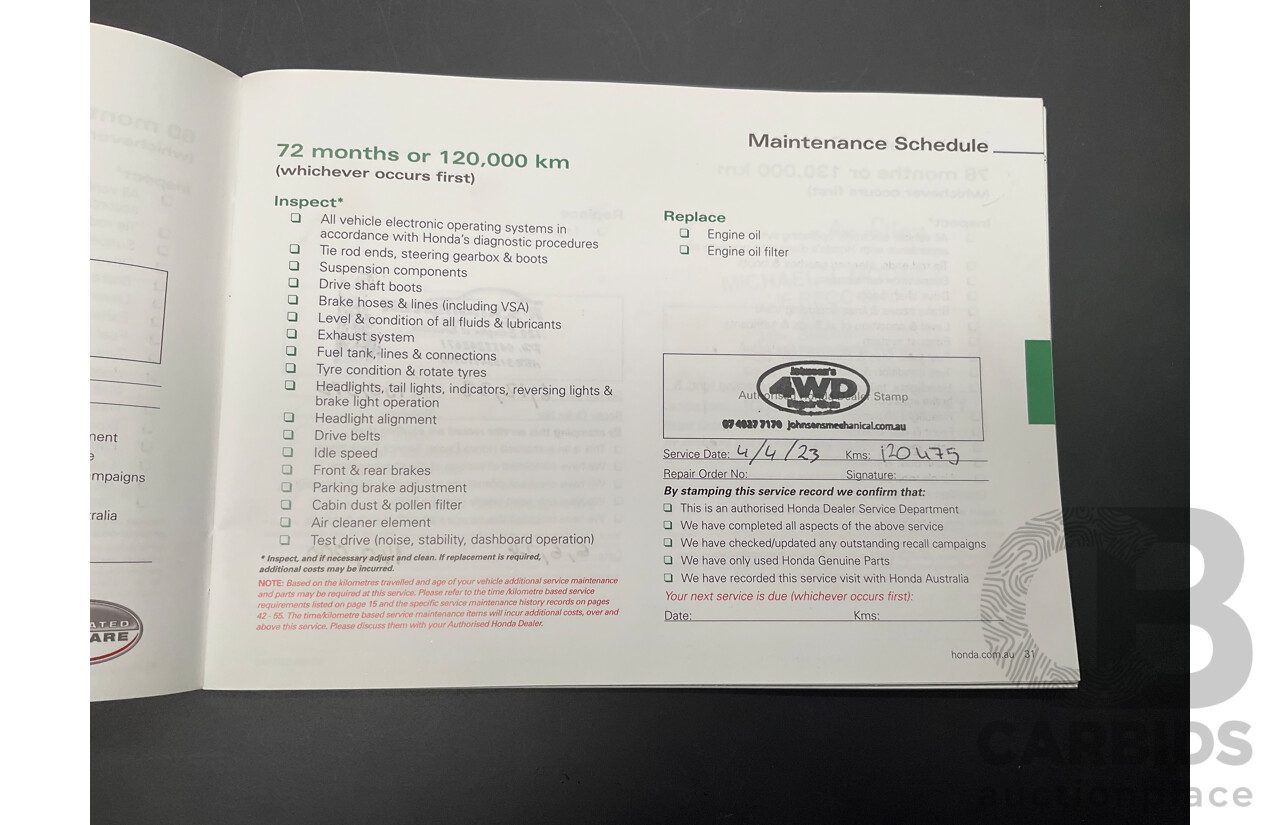 Maintenance Schedule
72 months or 120,000 km
(whichever occurs first)
Inspect*
❏ All vehicle electronic operating systems in
accordance with Honda's diagnostic procedures
❏ Tie rod ends, steering gearbox & boots
❏ Suspension components
❏ Drive shaft boots
❏ Brake hoses & lines (including VSA)
❏ Level & condition of all fluids & lubricants
❏ Exhaust system
❏ Fuel tank, lines & connections
❏ Tyre condition & rotate tyres
❏ Headlights, tail lights, indicators, reversing lights &
brake light operation
❏ Headlight alignment
❏ Drive belts
❏ Idle speed
❏ Front & rear brakes
❏ Parking brake adjustment
❏ Cabin dust & pollen filter
❏ Air cleaner element
❏ Test drive (noise, stability, dashboard operation)
* Inspect, and if necessary adjust and clean. If replacement is required,
additional costs may be incurred.
NOTE: Based on the kilometres travelled and age of your vehicle additional service maintenance
and parts may be required at this service. Please refer to the time /kilometre based service
requirements listed on page 15 and the specific service maintenance history records on pages
42 - 55. The time/kilometre based service maintenance items will incur additional costs, over and
above this service. Please discuss them with your Authorised Honda Dealer.
Replace
❏ Engine oil
❏ Engine oil filter
Johnson's
4WD
Authorised Honda Dealer Stamp
07 4037 7170 johnsonsmechanical.com.au
Service Date: 4/4/23 Kms: 120475
Repair Order No: Signature:
By stamping this service record we confirm that:
❏ This is an authorised Honda Dealer Service Department
❏ We have completed all aspects of the above service
❏ We have checked/updated any outstanding recall campaigns
❏ We have only used Honda Genuine Parts
❏ We have recorded this service visit with Honda Australia
Your next service is due (whichever occurs first):
Date: Kms:
honda.com.au 31
ment
e
mpaigns
ralia
ATED
ARE
CARBIDS
auctionplace